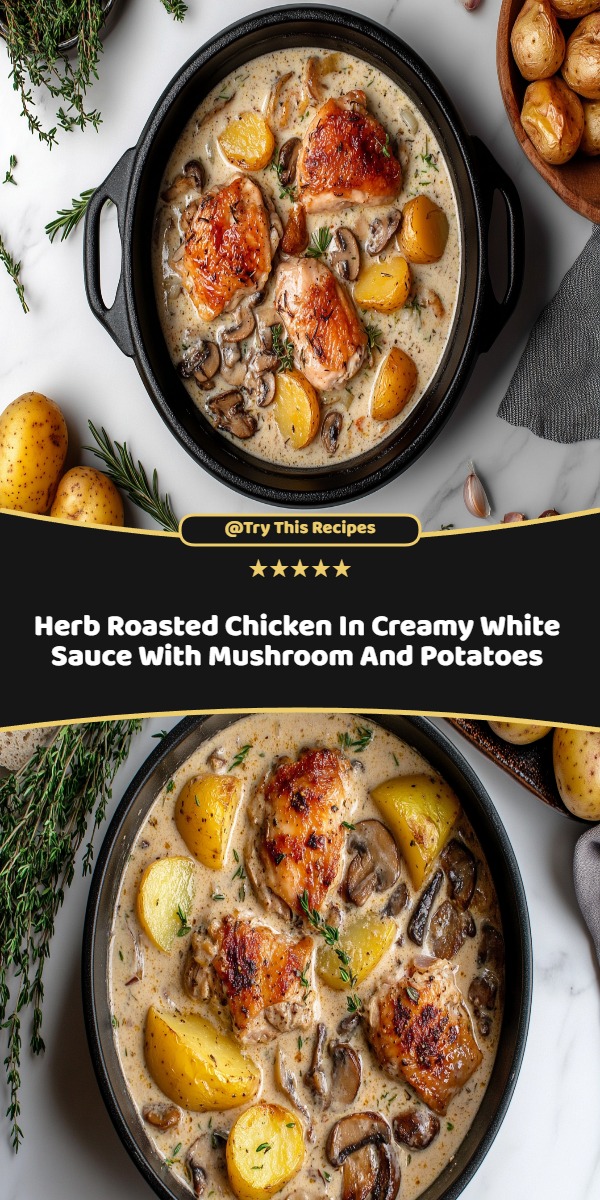 @Try This Recipes
Herb Roasted Chicken In Creamy White
Sauce With Mushroom And Potatoes